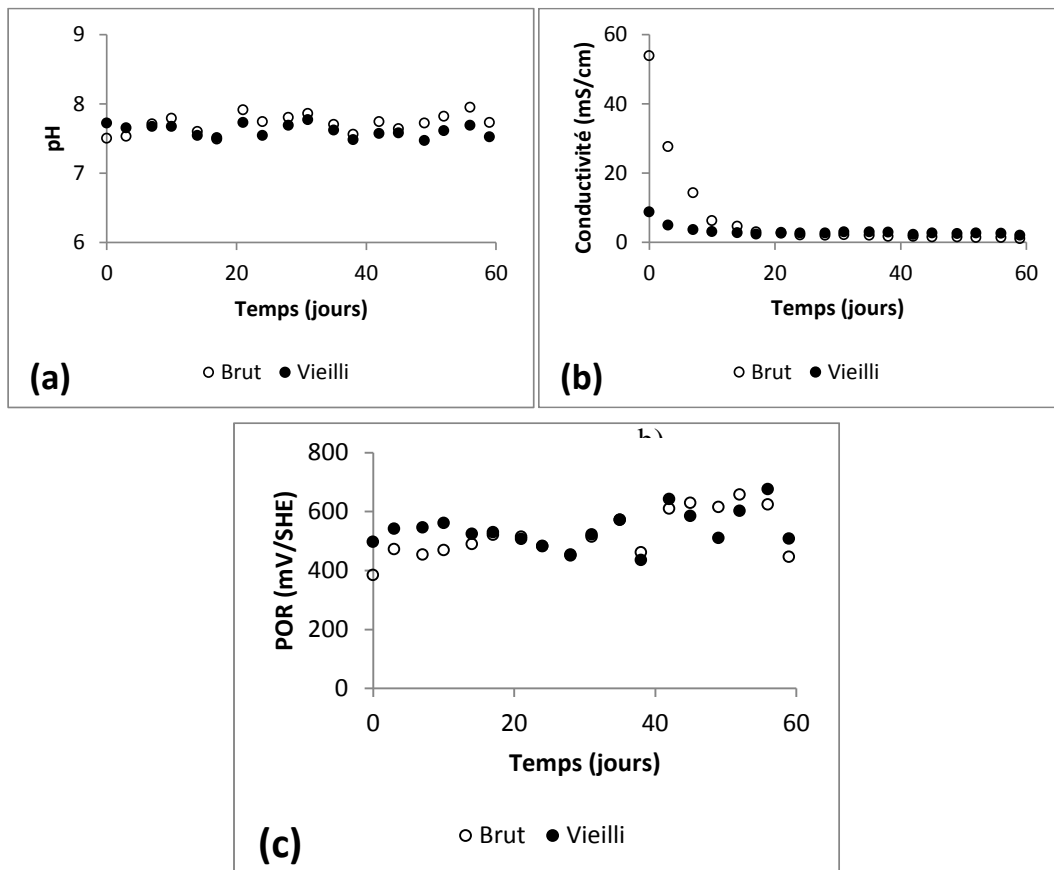 9
8
7
6
pH
0
20
40
60
Temps (jours)
Brut
Vieilli
(a)
60
40
20
0
Conductivité (mS/cm)
0
20
40
60
Temps (jours)
Brut
Vieilli
(b)
800
600
400
200
0
POR (mV/SHE)
0
20
40
60
Temps (jours)
Brut
Vieilli
(c)